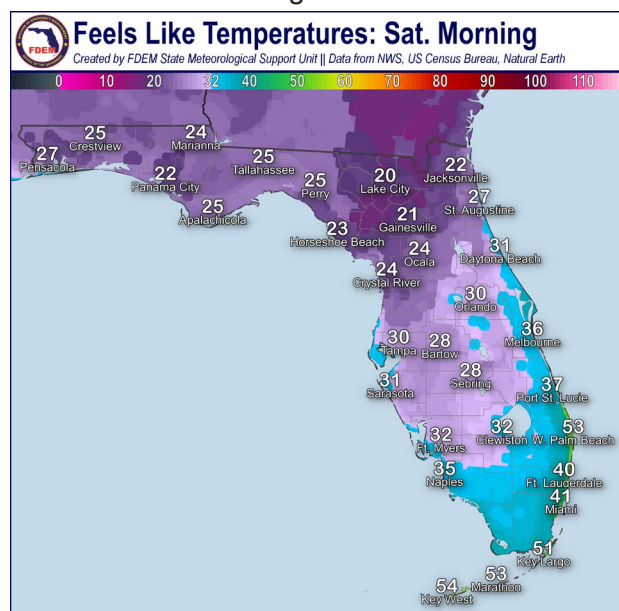 Feels Like Temperatures: Sat. Morning
Created by FDEM State Meteorological Support Unit || Data from NWS, US Census Bureau, Natural Earth
FDEM
0 10 20 32 40 50 60 70 80 90 100 110
25
Crestview
24
Marianna
27
Pensacola
22
Panama City
25
Tallahassee
25
Apalachicola
25
Perry
20
Lake City
22
Jacksonville
27
St. Augustine
21
Gainesville
23
Horseshoe Beach
24
Ocala
31
Daytona Beach
24
Crystal River
30
Orlando
36
Melbourne
30
Tampa
28
Bartow
28
Sebring
31
Sarasota
37
Port St. Lucie
32
Ft. Myers
32
Clewiston
53
W. Palm Beach
35
Naples
40
Ft. Lauderdale
41
Miami
51
Key Largo
53
Marathon
54
Key West